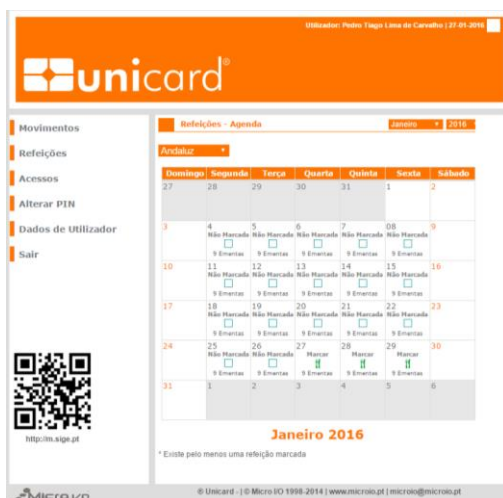 Utilizador: Pedro Tiago Lima de Carvalho | 27-01-2016
unicard®
Movimentos
Refeições
Acessos
Alterar PIN
Dados de Utilizador
Sair
http://m.sige.pt
Refeições - Agenda
Janeiro 2016
Andaluz
Domingo Segunda Terça Quarta Quinta Sexta Sábado
27 28 29 30 31 1 2
3 4 5 6 7 08 9
Não Marcada Não Marcada Não Marcada Não Marcada Não Marcada
9 Ementas 9 Ementas 9 Ementas 9 Ementas 9 Ementas
10 11 12 13 14 15 16
Não Marcada Não Marcada Não Marcada Não Marcada Não Marcada
9 Ementas 9 Ementas 9 Ementas 9 Ementas 9 Ementas
17 18 19 20 21 22 23
Não Marcada Não Marcada Não Marcada Não Marcada Não Marcada
9 Ementas 9 Ementas 9 Ementas 9 Ementas 9 Ementas
24 25 26 27 28 29 30
Não Marcada Não Marcada Marcar Marcar Marcar
9 Ementas 9 Ementas 9 Ementas 9 Ementas 9 Ementas
31 1 2 3 4 5 6
Janeiro 2016
* Existe pelo menos uma refeição marcada
© Unicard - | © Micro I/O 1998-2014 | www.microio.pt | microio@microio.pt